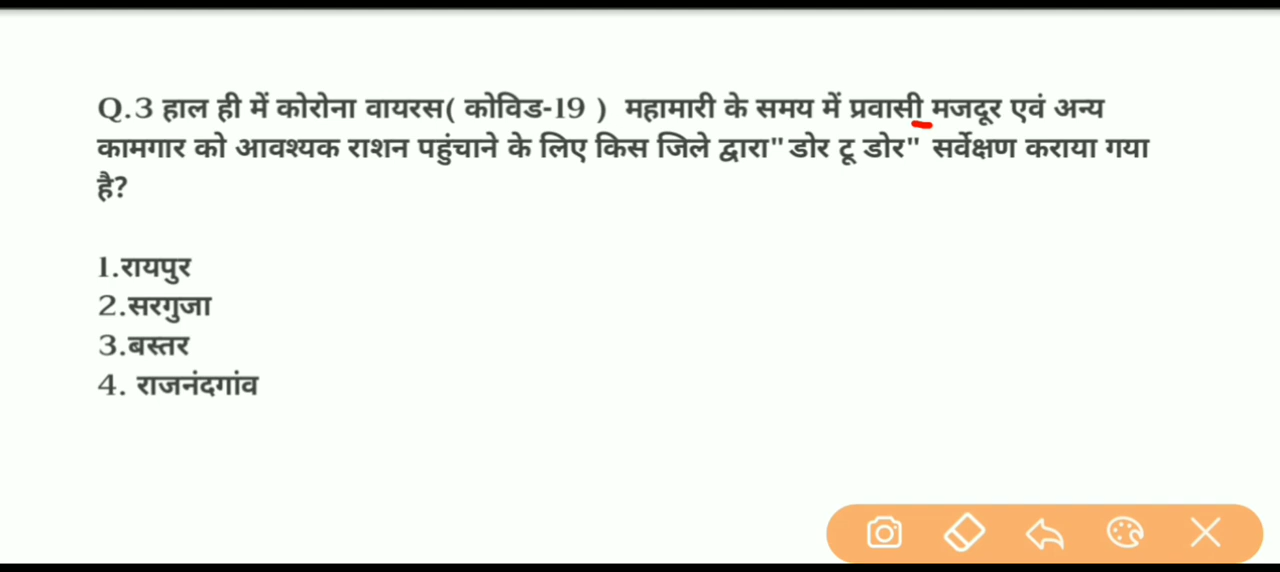 Q.3 हाल ही में कोरोना वायरस( कोविड-19 ) महामारी के समय में प्रवासी मजदूर एवं अन्य
कामगार को आवश्यक राशन पहुंचाने के लिए किस जिले द्वारा"डोर टू डोर" सर्वेक्षण कराया गया
है?
1.रायपुर
2.सरगुजा
3.बस्तर
4. राजनंदगांव